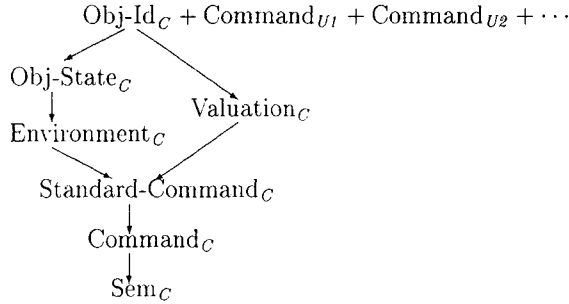 Obj-Id_C + Command_U1 + Command_U2 + ⋯
Obj-State_C
Valuation_C
Environment_C
Standard-Command_C
Command_C
Sem_C